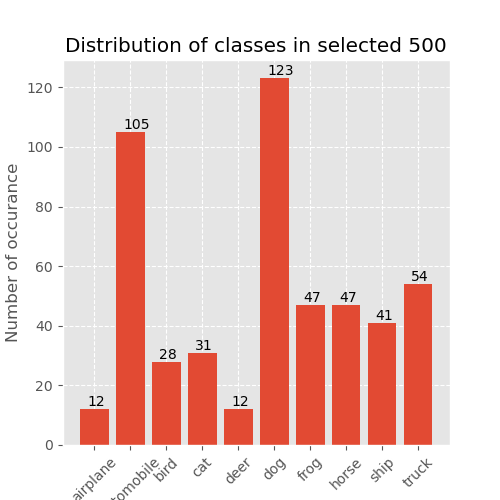 Distribution of classes in selected 500
Number of occurance
120
100
80
60
40
20
0
12
105
28
31
12
123
47
47
41
54
airplane
tomobile
bird
cat
deer
dog
frog
horse
ship
truck